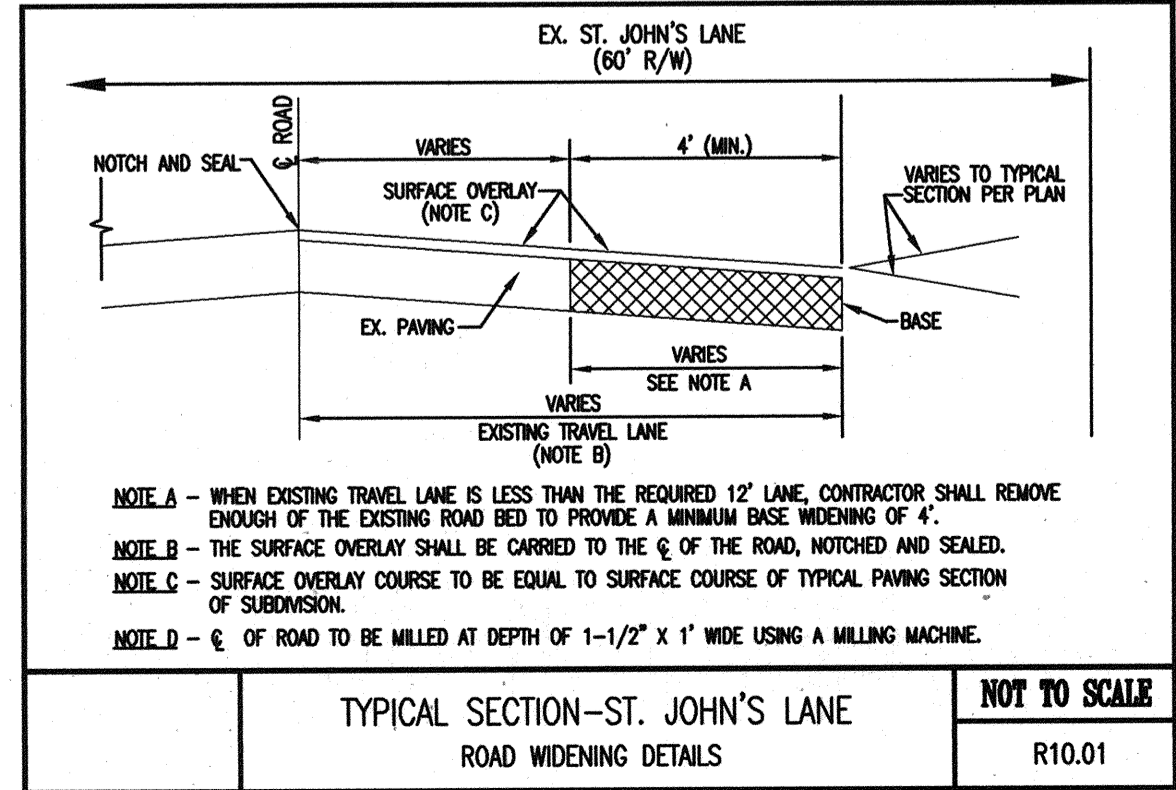 EX. ST. JOHN'S LANE
(60' R/W)
℄ ROAD
NOTCH AND SEAL
VARIES
4' (MIN.)
SURFACE OVERLAY
(NOTE C)
VARIES TO TYPICAL
SECTION PER PLAN
EX. PAVING
BASE
VARIES
SEE NOTE A
VARIES
EXISTING TRAVEL LANE
(NOTE B)
NOTE A – WHEN EXISTING TRAVEL LANE IS LESS THAN THE REQUIRED 12' LANE, CONTRACTOR SHALL REMOVE
ENOUGH OF THE EXISTING ROAD BED TO PROVIDE A MINIMUM BASE WIDENING OF 4'.
NOTE B – THE SURFACE OVERLAY SHALL BE CARRIED TO THE ℄ OF THE ROAD, NOTCHED AND SEALED.
NOTE C – SURFACE OVERLAY COURSE TO BE EQUAL TO SURFACE COURSE OF TYPICAL PAVING SECTION
OF SUBDIVISION.
NOTE D – ℄ OF ROAD TO BE MILLED AT DEPTH OF 1-1/2" X 1' WIDE USING A MILLING MACHINE.
TYPICAL SECTION–ST. JOHN'S LANE
ROAD WIDENING DETAILS
NOT TO SCALE
R10.01